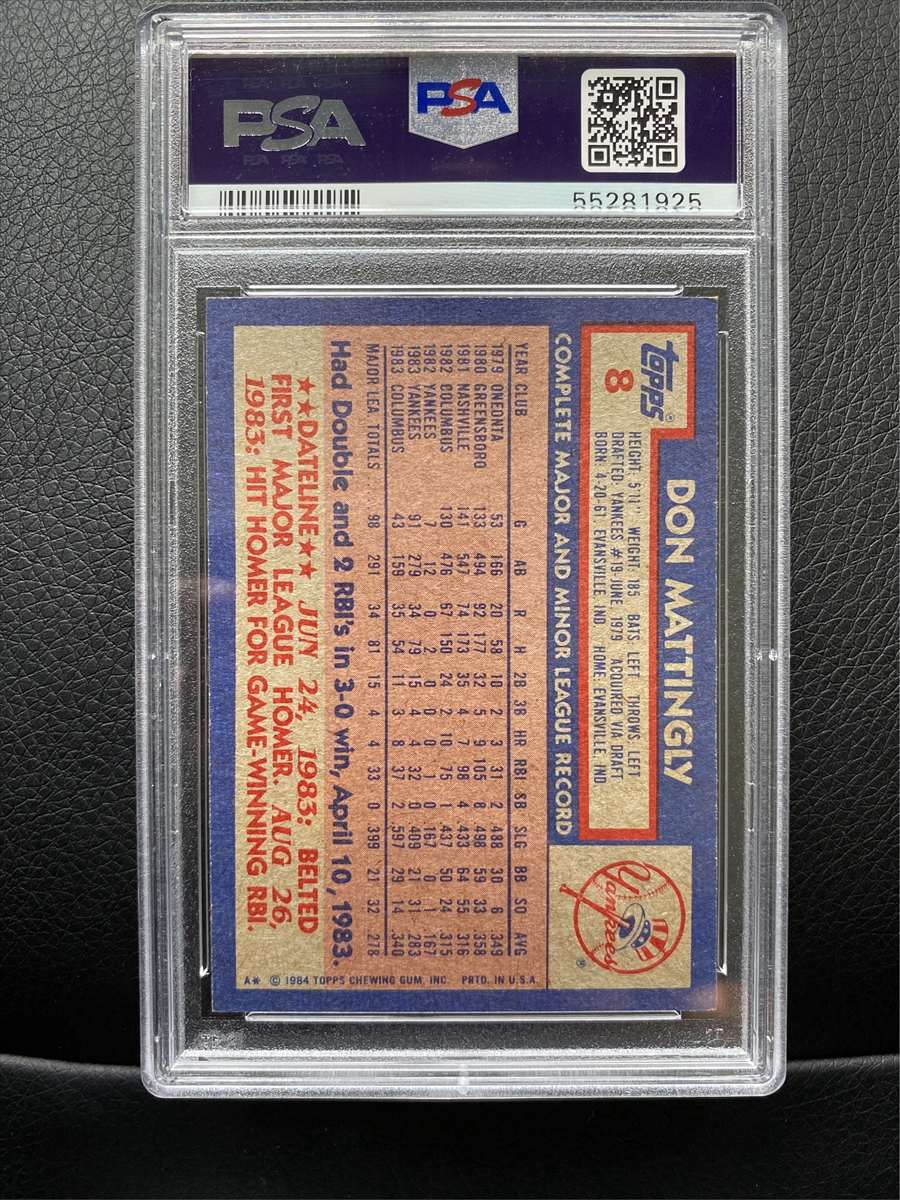 PSA
PSA PSA PSA
PSA
55281925
topps®
8
DON MATTINGLY
HEIGHT: 5'11" WEIGHT: 185 BATS: LEFT THROWS: LEFT
DRAFTED: YANKEES #19-JUNE, 1979 ACQUIRED: VIA DRAFT
BORN: 4-20-61, EVANSVILLE, IND. HOME: EVANSVILLE, IND.
Yankees ®
COMPLETE MAJOR AND MINOR LEAGUE RECORD
YEAR CLUB G AB R H 2B 3B HR RBI SB SLG BB SO AVG
1979 ONEONTA 53 166 20 58 10 2 3 31 2 .488 30 6 .349
1980 GREENSBORO 133 494 92 177 32 5 9 105 8 .498 59 33 .358
1981 NASHVILLE 141 547 74 173 35 4 7 98 4 .433 64 55 .316
1982 COLUMBUS 130 476 67 150 24 2 10 75 1 .437 50 24 .315
1982 YANKEES 7 12 0 2 0 0 0 1 0 .167 0 1 .167
1983 YANKEES 91 279 34 79 15 4 4 32 0 .409 21 31 .283
1983 COLUMBUS 43 159 35 54 11 3 8 37 2 .597 29 14 .340
MAJOR LEA. TOTALS 98 291 34 81 15 4 4 33 0 .399 21 32 .278
Had Double and 2 RBI's in 3-0 win, April 10, 1983.
★★DATELINE★★ JUN 24, 1983: BELTED
FIRST MAJOR LEAGUE HOMER. AUG 26,
1983: HIT HOMER FOR GAME-WINNING RBI.
A* © 1984 TOPPS CHEWING GUM, INC. PRTD. IN U.S.A.